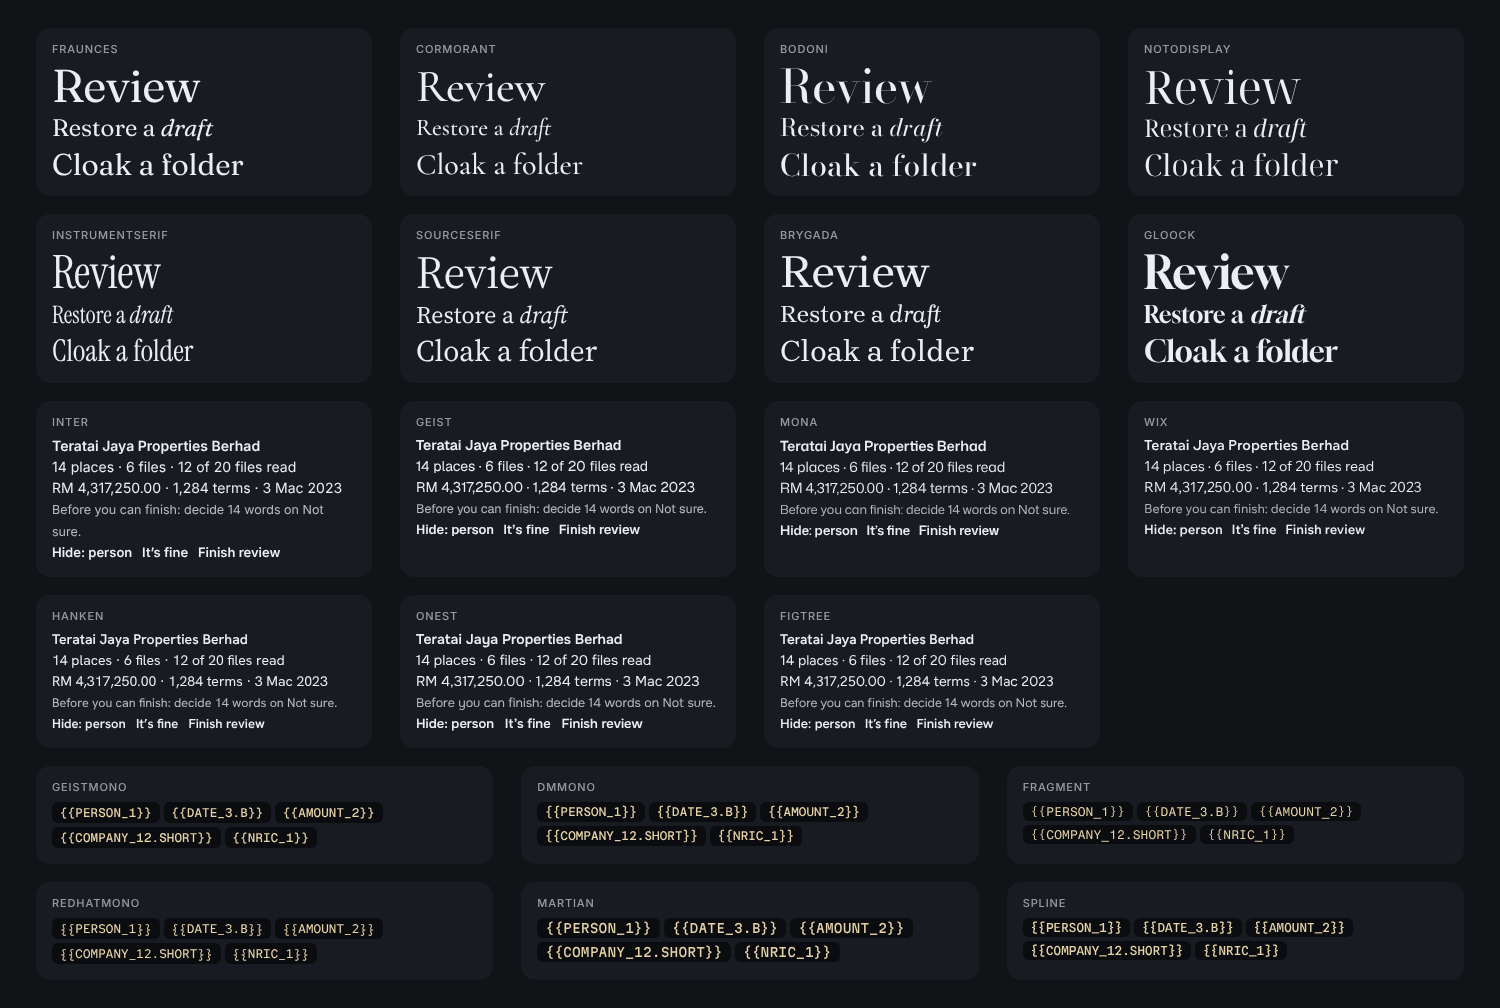 FRAUNCES
Review
Restore a draft
Cloak a folder
CORMORANT
Review
Restore a draft
Cloak a folder
BODONI
Review
Restore a draft
Cloak a folder
NOTODISPLAY
Review
Restore a draft
Cloak a folder
INSTRUMENTSERIF
Review
Restore a draft
Cloak a folder
SOURCESERIF
Review
Restore a draft
Cloak a folder
BRYGADA
Review
Restore a draft
Cloak a folder
GLOOCK
Review
Restore a draft
Cloak a folder
INTER
Teratai Jaya Properties Berhad
14 places · 6 files · 12 of 20 files read
RM 4,317,250.00 · 1,284 terms · 3 Mac 2023
Before you can finish: decide 14 words on Not
sure.
Hide: person It's fine Finish review
GEIST
Teratai Jaya Properties Berhad
14 places · 6 files · 12 of 20 files read
RM 4,317,250.00 · 1,284 terms · 3 Mac 2023
Before you can finish: decide 14 words on Not sure.
Hide: person It's fine Finish review
MONA
Teratai Jaya Properties Berhad
14 places · 6 files · 12 of 20 files read
RM 4,317,250.00 · 1,284 terms · 3 Mac 2023
Before you can finish: decide 14 words on Not sure.
Hide: person It's fine Finish review
WIX
Teratai Jaya Properties Berhad
14 places · 6 files · 12 of 20 files read
RM 4,317,250.00 · 1,284 terms · 3 Mac 2023
Before you can finish: decide 14 words on Not sure.
Hide: person It's fine Finish review
HANKEN
Teratai Jaya Properties Berhad
14 places · 6 files · 12 of 20 files read
RM 4,317,250.00 · 1,284 terms · 3 Mac 2023
Before you can finish: decide 14 words on Not sure.
Hide: person It's fine Finish review
ONEST
Teratai Jaya Properties Berhad
14 places · 6 files · 12 of 20 files read
RM 4,317,250.00 · 1,284 terms · 3 Mac 2023
Before you can finish: decide 14 words on Not sure.
Hide: person It's fine Finish review
FIGTREE
Teratai Jaya Properties Berhad
14 places · 6 files · 12 of 20 files read
RM 4,317,250.00 · 1,284 terms · 3 Mac 2023
Before you can finish: decide 14 words on Not sure.
Hide: person It's fine Finish review
GEISTMONO
{{PERSON_1}} {{DATE_3.B}} {{AMOUNT_2}}
{{COMPANY_12.SHORT}} {{NRIC_1}}
DMMONO
{{PERSON_1}} {{DATE_3.B}} {{AMOUNT_2}}
{{COMPANY_12.SHORT}} {{NRIC_1}}
FRAGMENT
{{PERSON_1}} {{DATE_3.B}} {{AMOUNT_2}}
{{COMPANY_12.SHORT}} {{NRIC_1}}
REDHATMONO
{{PERSON_1}} {{DATE_3.B}} {{AMOUNT_2}}
{{COMPANY_12.SHORT}} {{NRIC_1}}
MARTIAN
{{PERSON_1}} {{DATE_3.B}} {{AMOUNT_2}}
{{COMPANY_12.SHORT}} {{NRIC_1}}
SPLINE
{{PERSON_1}} {{DATE_3.B}} {{AMOUNT_2}}
{{COMPANY_12.SHORT}} {{NRIC_1}}